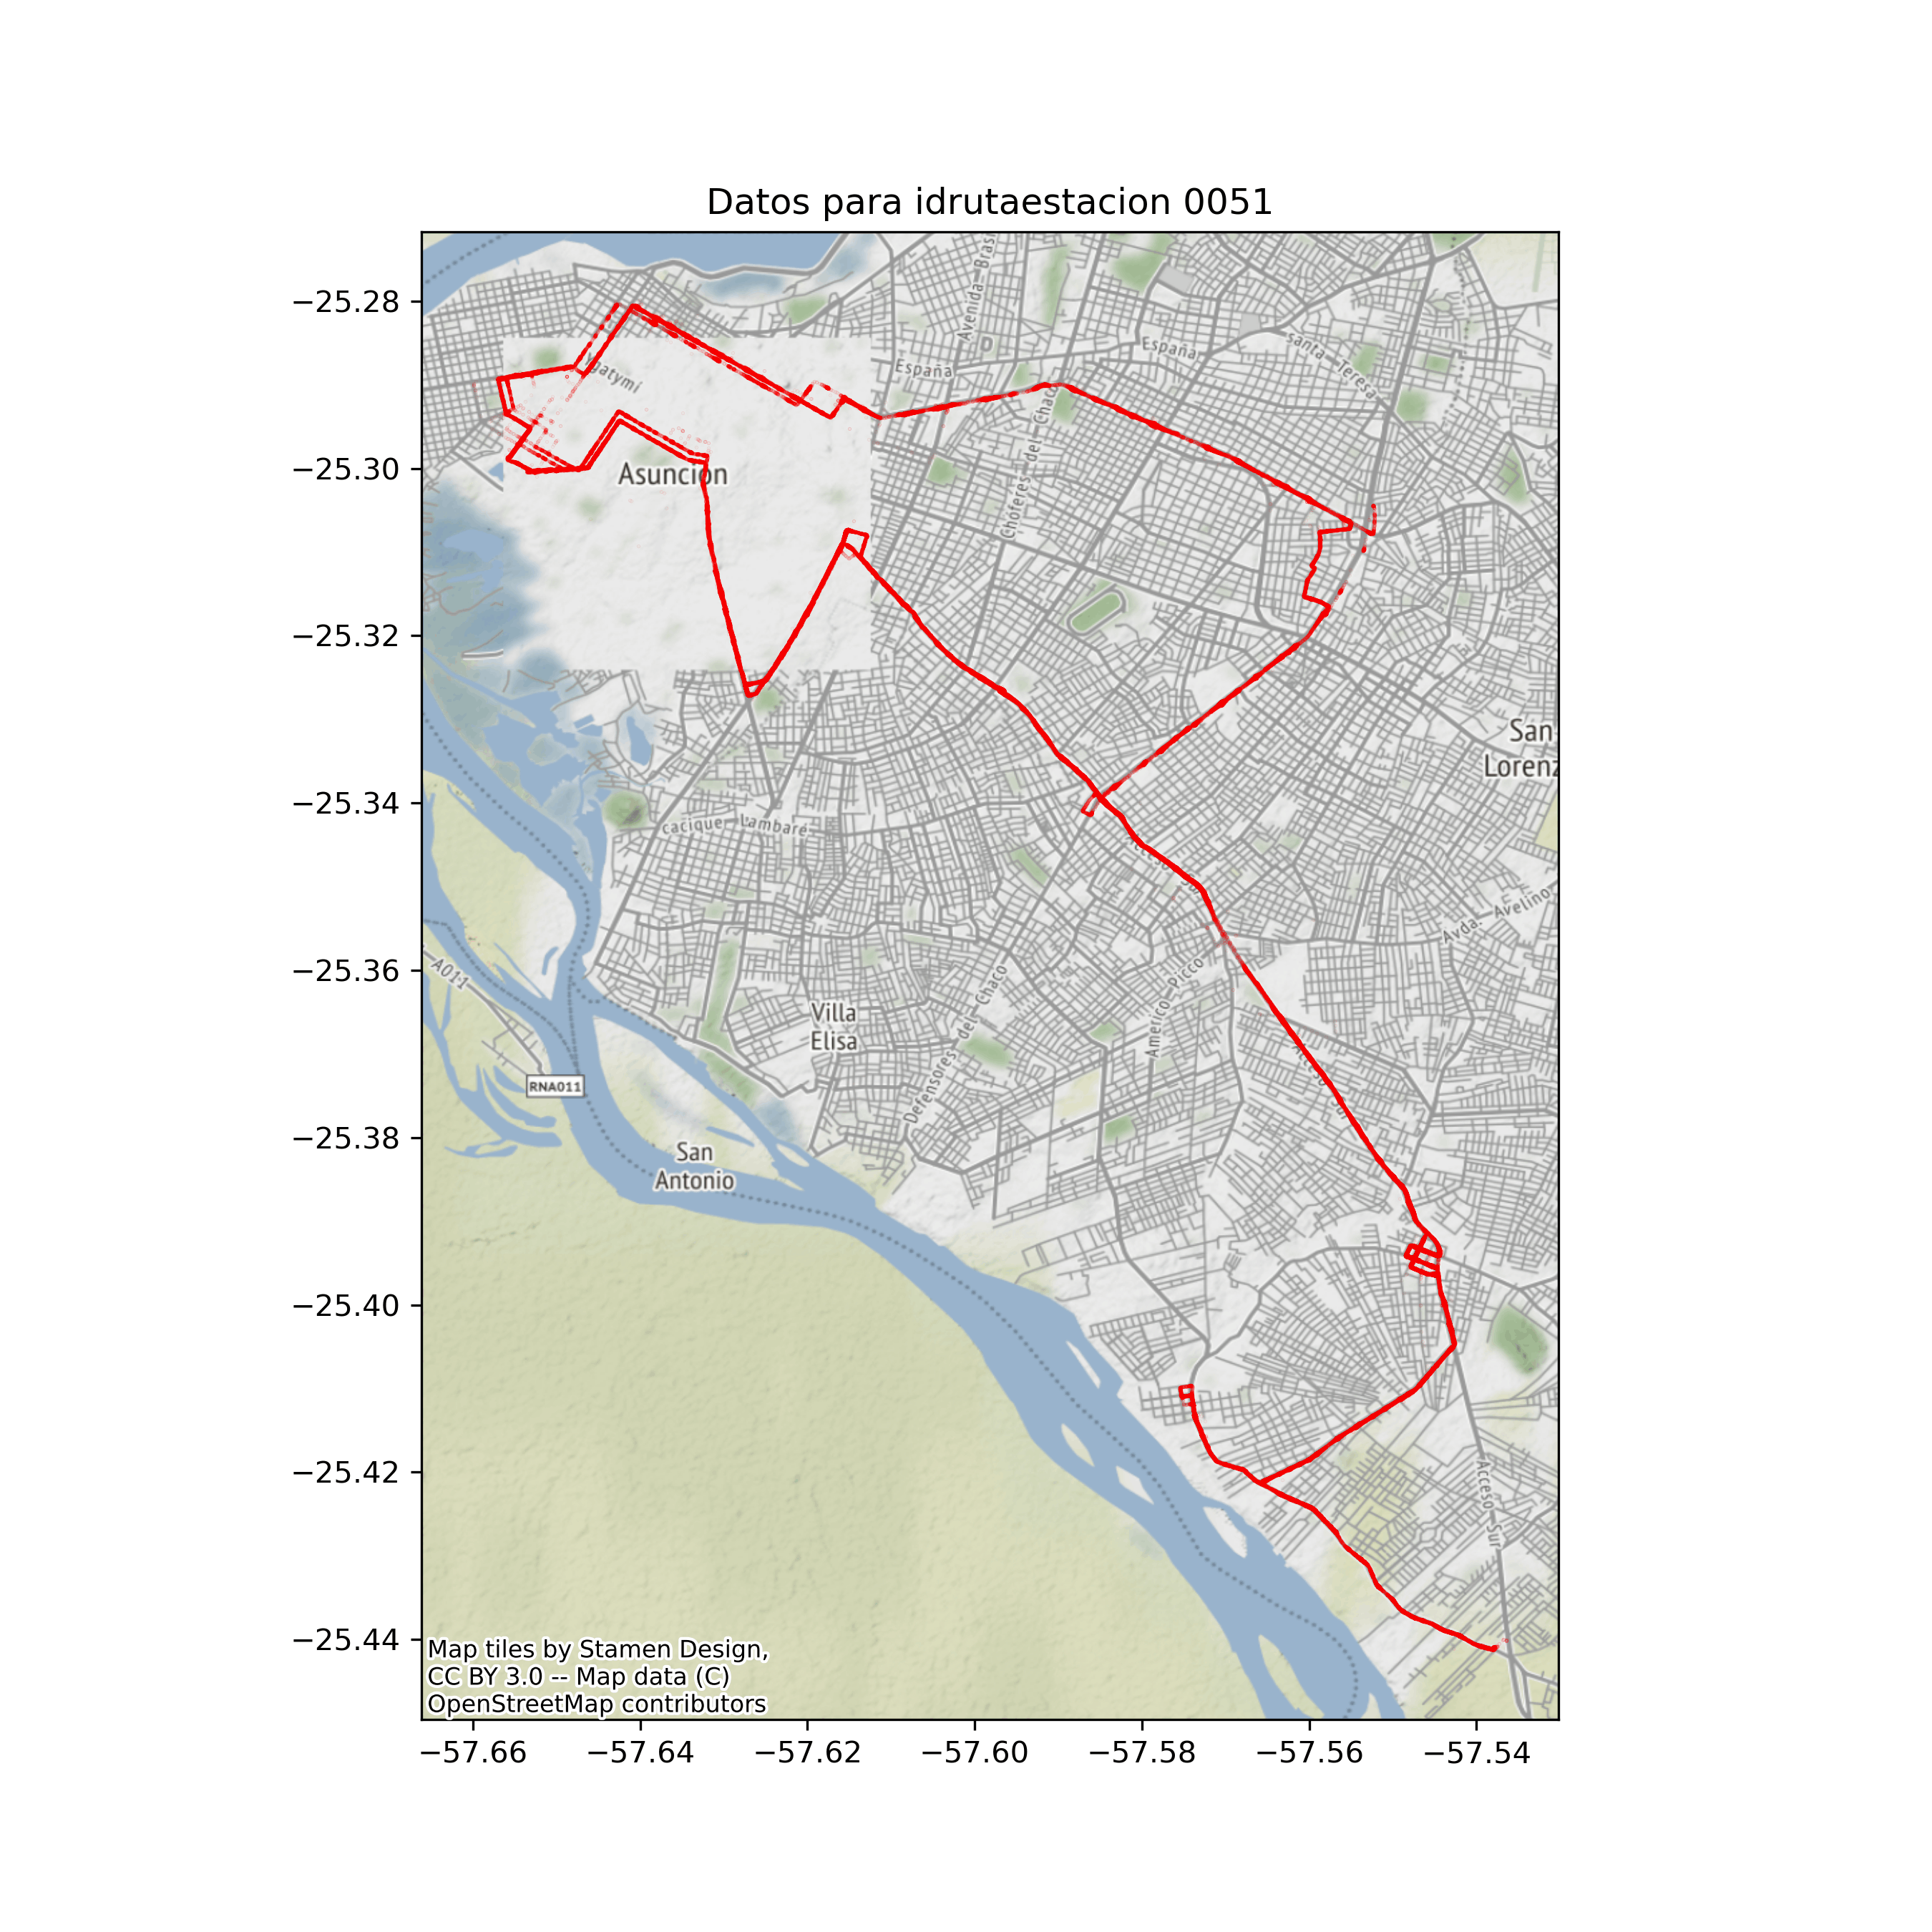 Datos para idrutaestacion 0051
−25.28
−25.30
−25.32
−25.34
−25.36
−25.38
−25.40
−25.42
−25.44
España
España
Santa Teresa
Choferes del Chaco
Asuncion
San
Lorenz
cacique Lambaré
Avda. Avelino
A011
Villa
Elisa
Defensores del Chaco
Americo Picco
RNA011
Acceso Sur
San
Antonio
Acceso Sur
Map tiles by Stamen Design,
CC BY 3.0 -- Map data (C)
OpenStreetMap contributors
−57.66
−57.64
−57.62
−57.60
−57.58
−57.56
−57.54